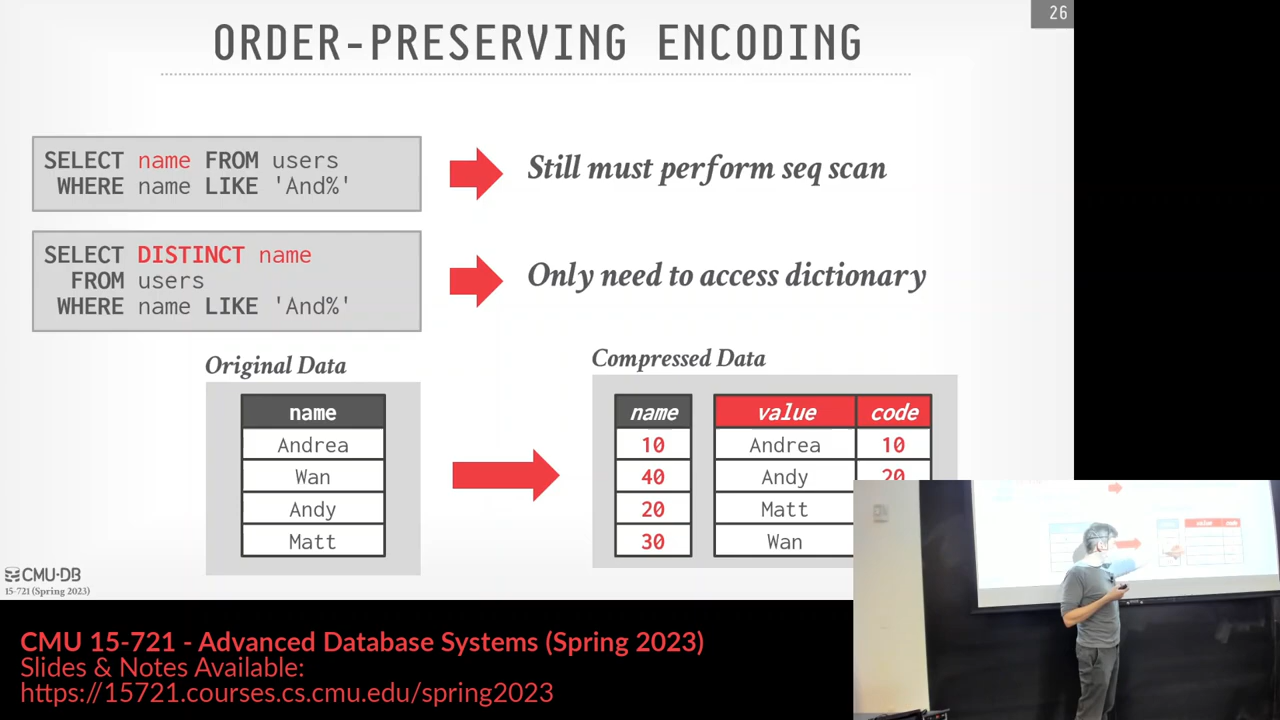 26
ORDER-PRESERVING ENCODING
SELECT name FROM users
WHERE name LIKE 'And%'
Still must perform seq scan
SELECT DISTINCT name
FROM users
WHERE name LIKE 'And%'
Only need to access dictionary
Original Data
name
Andrea
Wan
Andy
Matt
Compressed Data
name value code
10 Andrea 10
40 Andy 20
20 Matt
30 Wan
CMU·DB
15-721 (Spring 2023)
CMU 15-721 - Advanced Database Systems (Spring 2023)
Slides & Notes Available:
https://15721.courses.cs.cmu.edu/spring2023